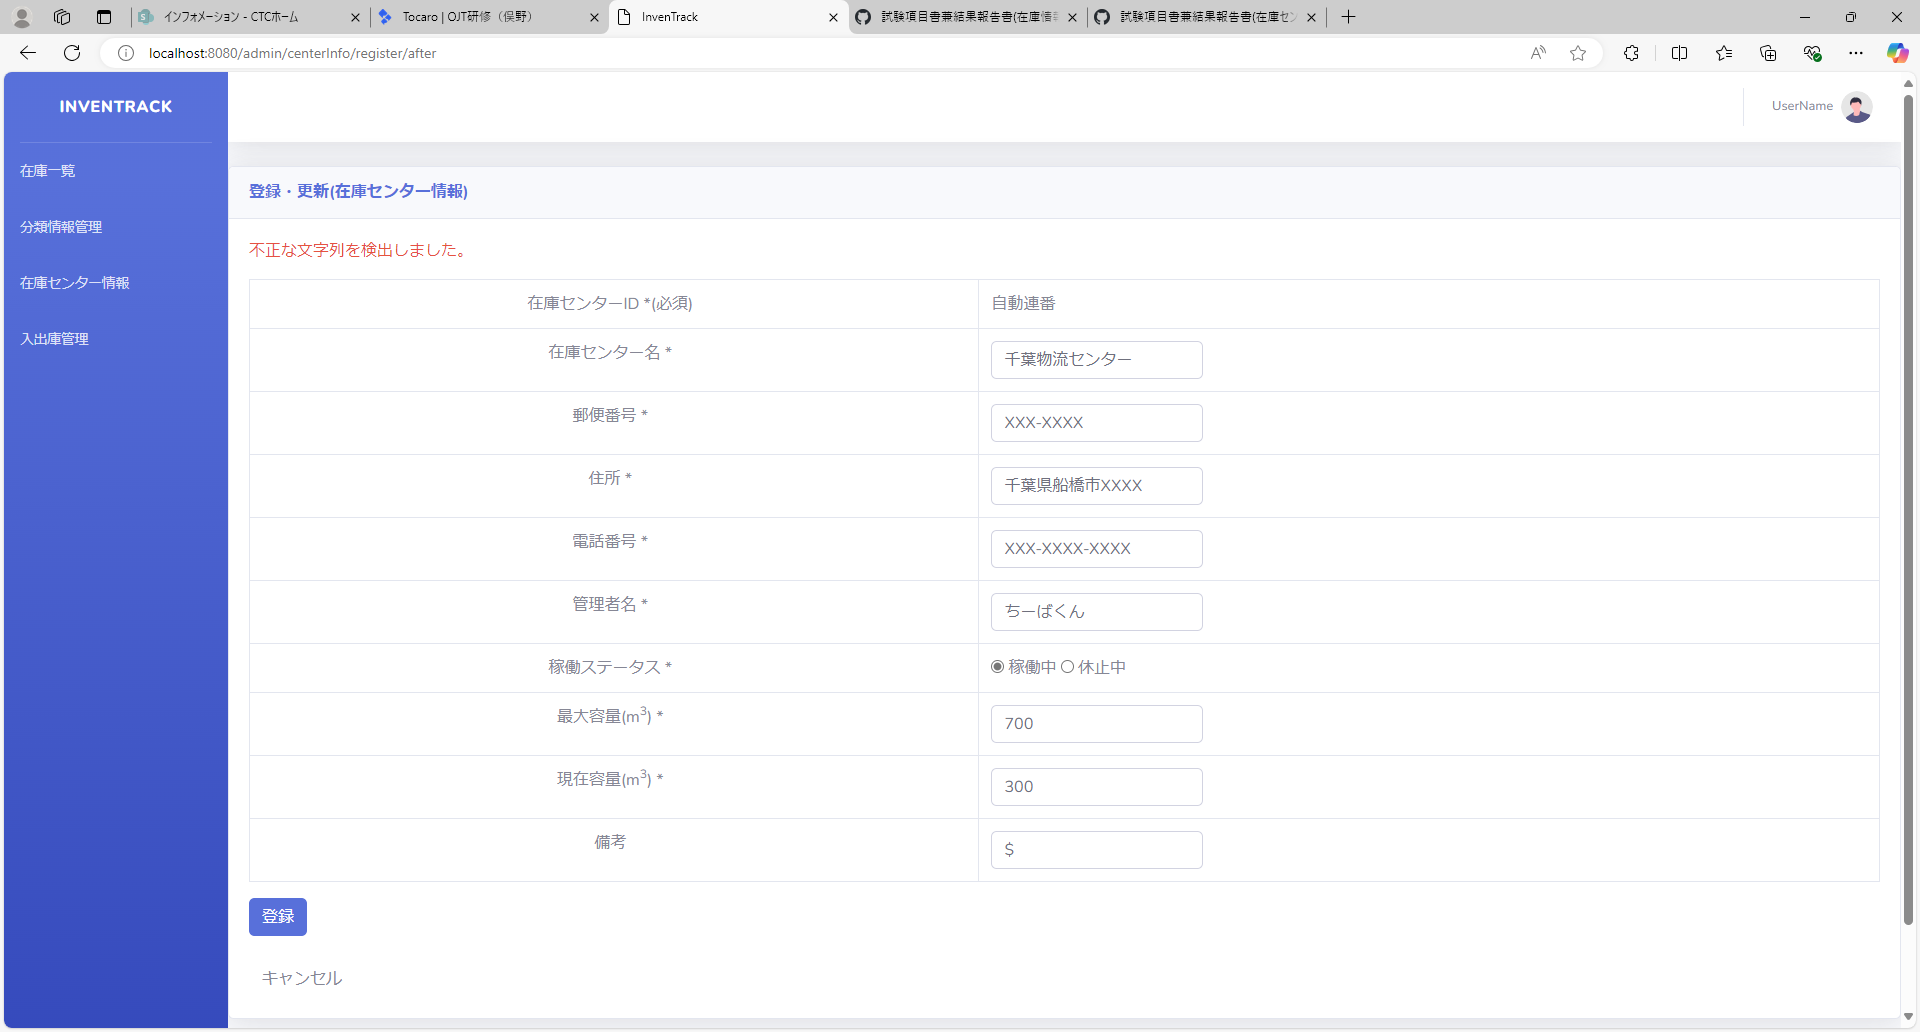 インフォメーション - CTCホーム
Tocaro | OJT研修（俣野）
InvenTrack
試験項目書兼結果報告書(在庫情
試験項目書兼結果報告書(在庫セン
localhost:8080/admin/centerInfo/register/after
INVENTRACK
UserName
在庫一覧
分類情報管理
在庫センター情報
入出庫管理
登録・更新(在庫センター情報)
不正な文字列を検出しました。
在庫センターID *(必須) 自動連番
在庫センター名 * 千葉物流センター
郵便番号 * XXX-XXXX
住所 * 千葉県船橋市XXXX
電話番号 * XXX-XXXX-XXXX
管理者名 * ちーばくん
稼働ステータス * 稼働中 休止中
最大容量(m3) * 700
現在容量(m3) * 300
備考 $
登録
キャンセル